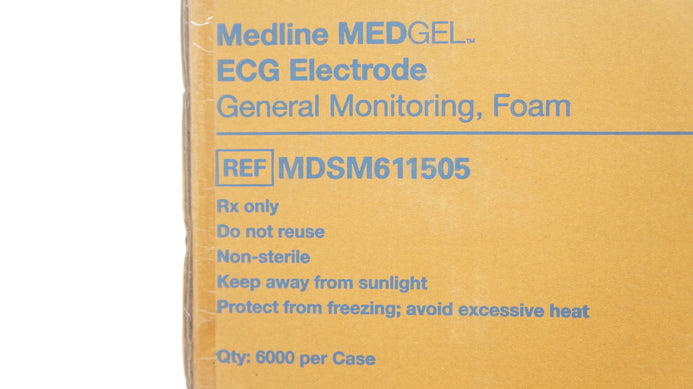 Medline MEDGEL™
ECG Electrode
General Monitoring, Foam
REF MDSM611505
Rx only
Do not reuse
Non-sterile
Keep away from sunlight
Protect from freezing; avoid excessive heat
Qty: 6000 per Case